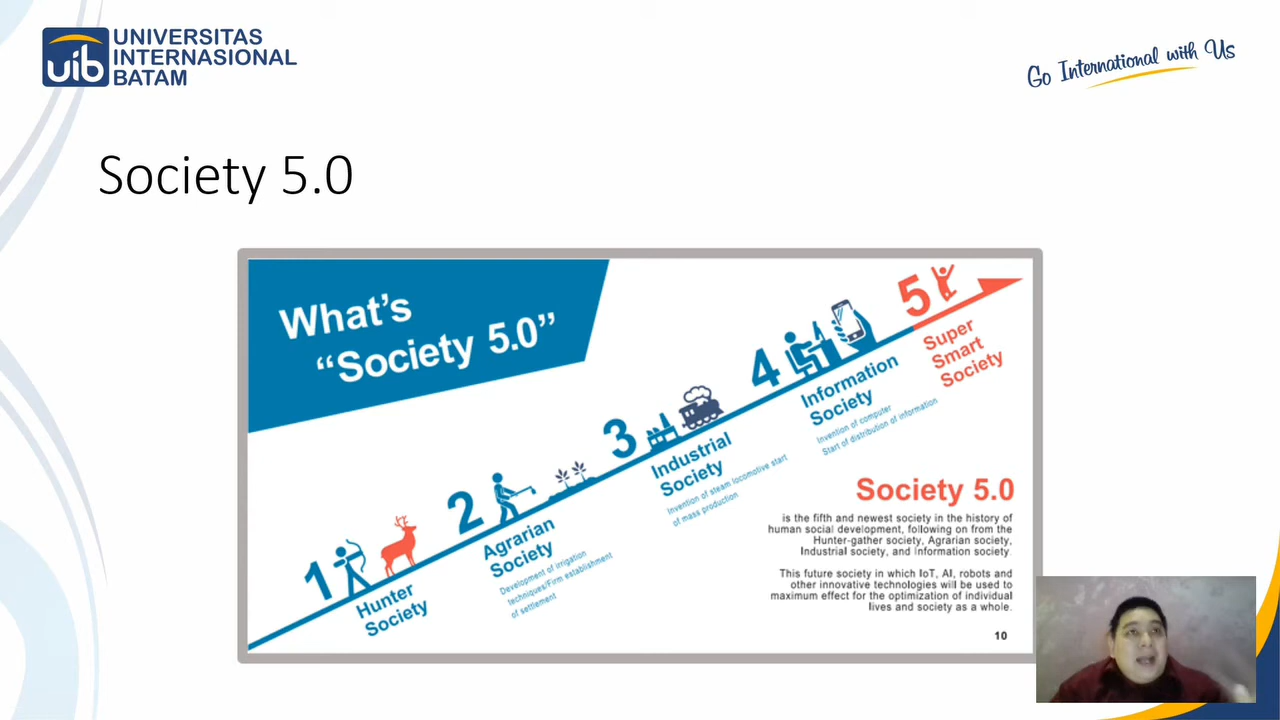 UNIVERSITAS
INTERNASIONAL
BATAM
uib
Go International with Us
Society 5.0
What's
“Society 5.0”
1
Hunter
Society
2
Agrarian
Society
Development of irrigation
techniques/Firm establishment
of settlement
3
Industrial
Society
Invention of steam locomotive start
of mass production
4
Information
Society
Invention of computer
Start of distribution of information
5
Super
Smart
Society
Society 5.0
is the fifth and newest society in the history of
human social development, following on from the
Hunter-gather society, Agrarian society,
Industrial society, and Information society.
This future society in which IoT, AI, robots and
other innovative technologies will be used to
maximum effect for the optimization of individual
lives and society as a whole.
10